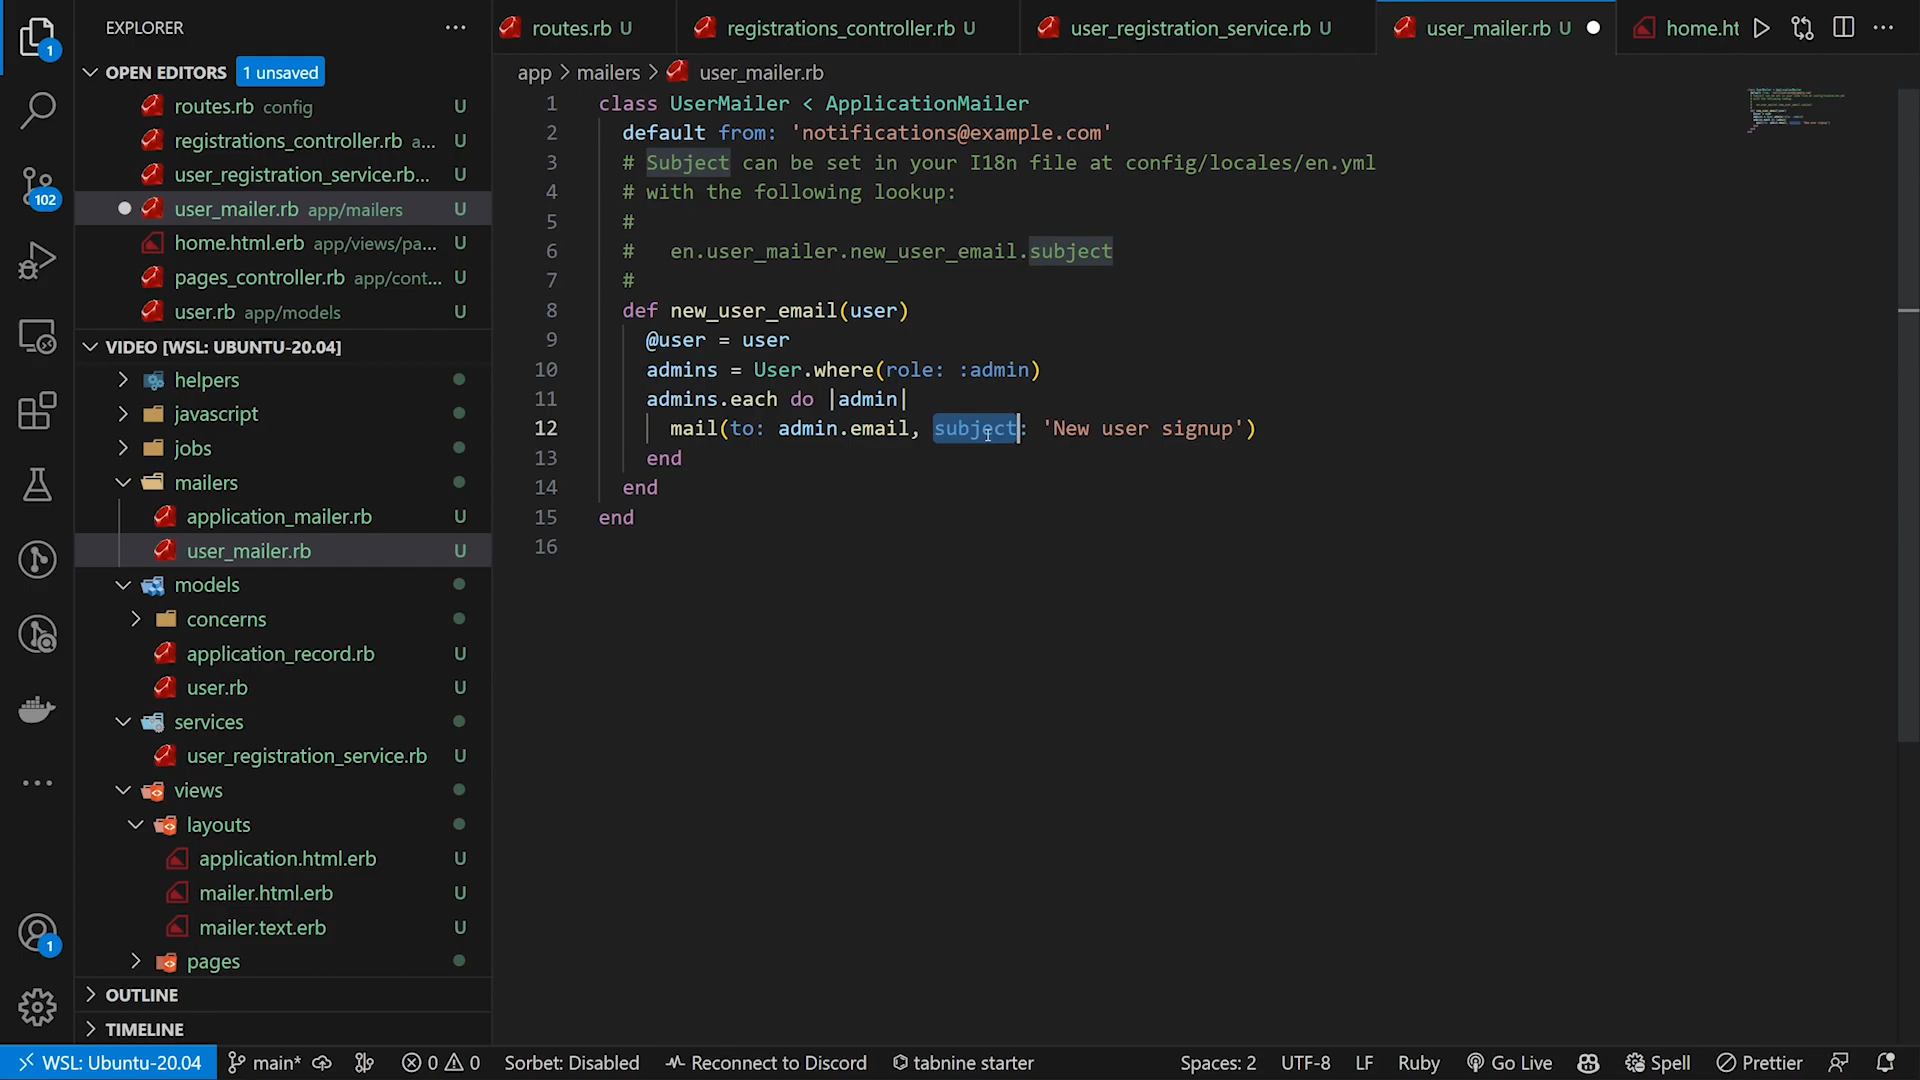 EXPLORER
OPEN EDITORS 1 unsaved
routes.rb config U
registrations_controller.rb a... U
user_registration_service.rb... U
user_mailer.rb app/mailers U
home.html.erb app/views/pa... U
pages_controller.rb app/cont... U
user.rb app/models U
VIDEO [WSL: UBUNTU-20.04]
helpers
javascript
jobs
mailers
application_mailer.rb U
user_mailer.rb U
models
concerns
application_record.rb U
user.rb U
services
user_registration_service.rb U
views
layouts
application.html.erb U
mailer.html.erb U
mailer.text.erb U
pages
OUTLINE
TIMELINE
1
102
1
routes.rb U registrations_controller.rb U user_registration_service.rb U user_mailer.rb U home.ht
app > mailers > user_mailer.rb
1 class UserMailer < ApplicationMailer
2 default from: 'notifications@example.com'
3 # Subject can be set in your I18n file at config/locales/en.yml
4 # with the following lookup:
5 #
6 # en.user_mailer.new_user_email.subject
7 #
8 def new_user_email(user)
9 @user = user
10 admins = User.where(role: :admin)
11 admins.each do |admin|
12 mail(to: admin.email, subject: 'New user signup')
13 end
14 end
15 end
16
WSL: Ubuntu-20.04 main* 0 0 Sorbet: Disabled Reconnect to Discord tabnine starter Spaces: 2 UTF-8 LF Ruby Go Live Spell Prettier